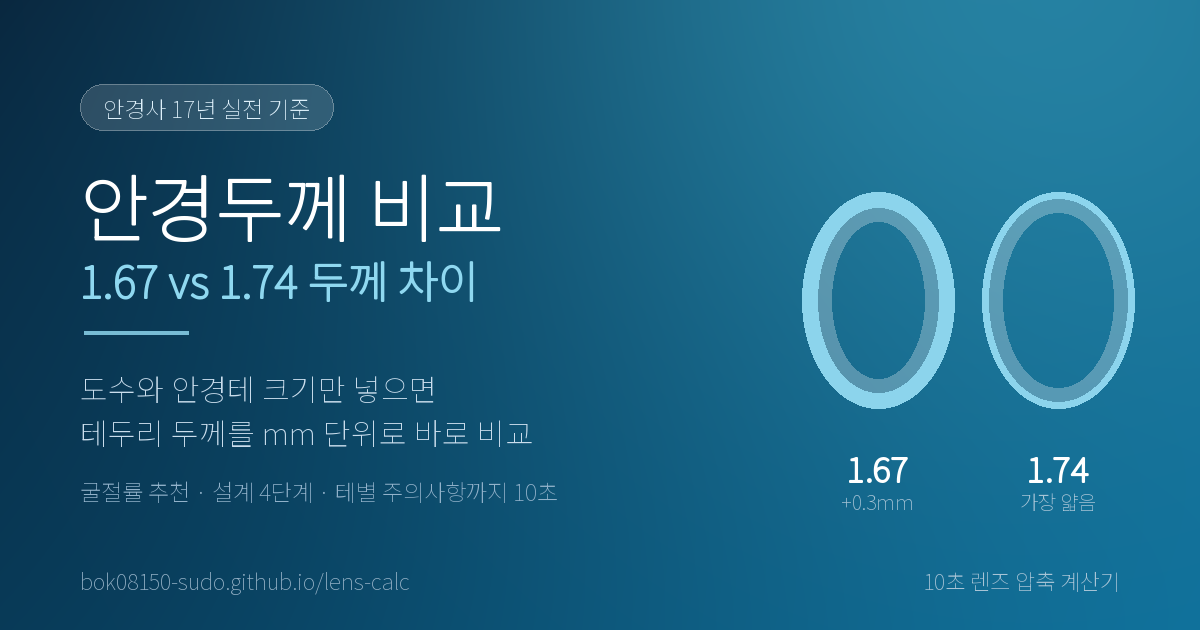 안경사 17년 실전 기준
안경두께 비교
1.67 vs 1.74 두께 차이
도수와 안경테 크기만 넣으면
테두리 두께를 mm 단위로 바로 비교
굴절률 추천 · 설계 4단계 · 테별 주의사항까지 10초
1.67
+0.3mm
1.74
가장 얇음
bok08150-sudo.github.io/lens-calc
10초 렌즈 압축 계산기